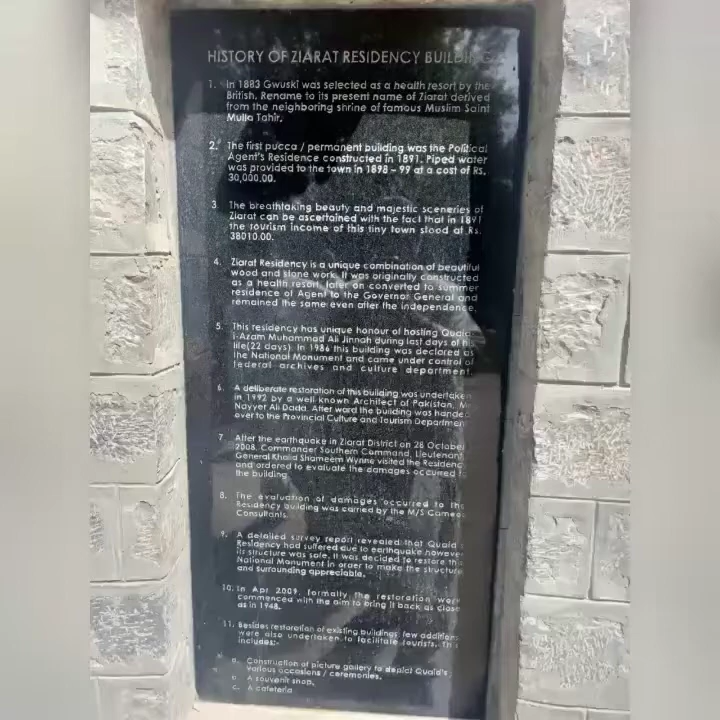 HISTORY OF ZIARAT RESIDENCY BUILDING
1. In 1883 Gwuski was selected as a health resort by the
British. Rename to its present name of Ziarat derived
from the neighboring shrine of famous Muslim Saint
Mulla Tahir.
2. The first pucca / permanent building was the Political
Agent's Residence constructed in 1891. Piped water
was provided to the town in 1898 – 99 at a cost of Rs.
30,000.00.
3. The breathtaking beauty and majestic sceneries of
Ziarat can be ascertained with the fact that in 1891
the tourism income of this tiny town stood at Rs.
38010.00.
4. Ziarat Residency is a unique combination of beautiful
wood and stone work. It was originally constructed
as a health resort, later on converted to summer
residence of Agent to the Governor General and
remained the same even after the independence.
5. This residency has unique honour of hosting Quaid-
i-Azam Muhammad Ali Jinnah during last days of his
life(22 days). In 1986 this building was declared as
the National Monument and came under control of
federal archives and culture department.
6. A deliberate restoration of this building was undertaken
in 1992 by a well known Architect of Pakistan, Mr
Nayyer Ali Dada. After ward the building was handed
over to the Provincial Culture and Tourism Departmen
7. After the earthquake in Ziarat District on 28 October
2008, Commander Southern Command, Lieutenant
General Khalid Shameem Wynne visited the Residenc
and ordered to evaluate the damages occurred to
the building.
8. The evaluation of damages occurred to the
Residency building was carried by the M/S Cameos
Consultants.
9. A detailed survey report revealed that Quaid's
Residency had suffered due to earthquake however
its structure was safe. It was decided to restore this
National Monument in order to make the structure
and surrounding appreciable.
10. In Apr 2009, formally the restoration work
commenced with the aim to bring it back as close
as in 1948.
11. Besides restoration of existing buildings few additions
were also undertaken to facilitate tourists. This
includes:-
a. Construction of picture gallery to depict Quaid's
various occasions / ceremonies.
b. A souvenir shop.
c. A cafeteria